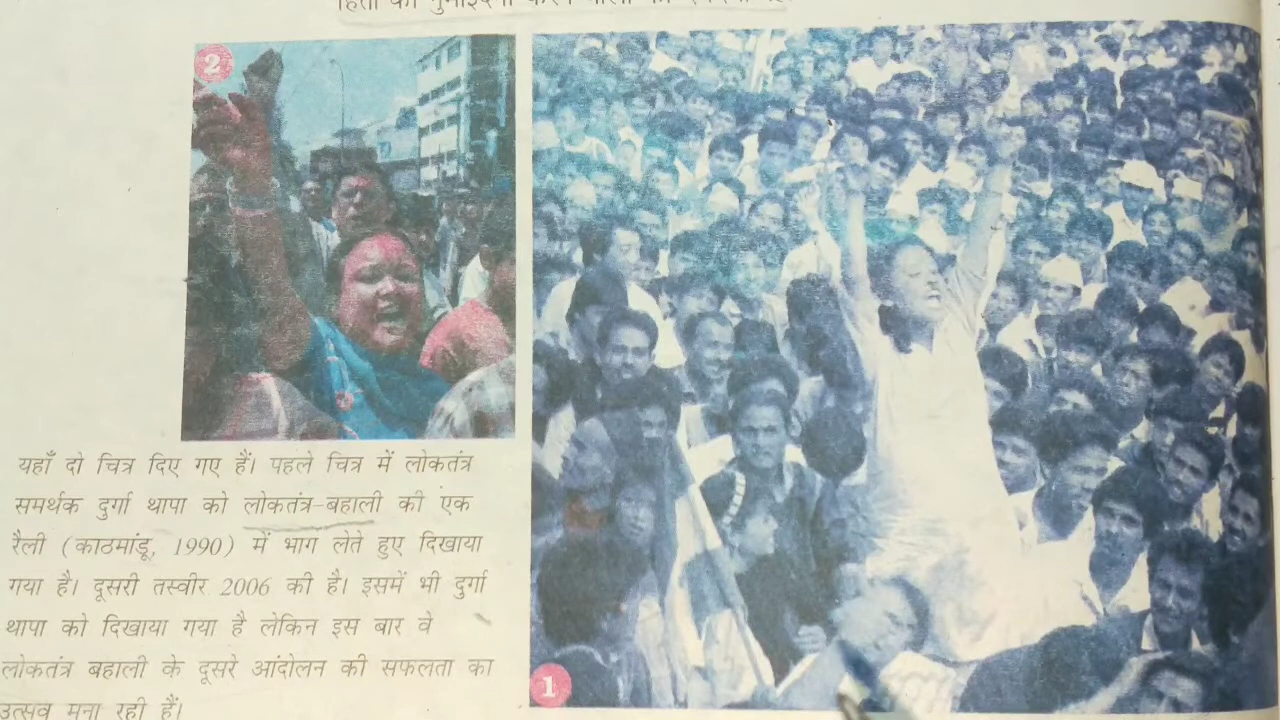 2
1
यहाँ दो चित्र दिए गए हैं। पहले चित्र में लोकतंत्र
समर्थक दुर्गा थापा को लोकतंत्र-बहाली की एक
रैली (काठमांडू, 1990) में भाग लेते हुए दिखाया
गया है। दूसरी तस्वीर 2006 की है। इसमें भी दुर्गा
थापा को दिखाया गया है लेकिन इस बार वे
लोकतंत्र बहाली के दूसरे आंदोलन की सफलता का
उत्सव मना रही हैं।